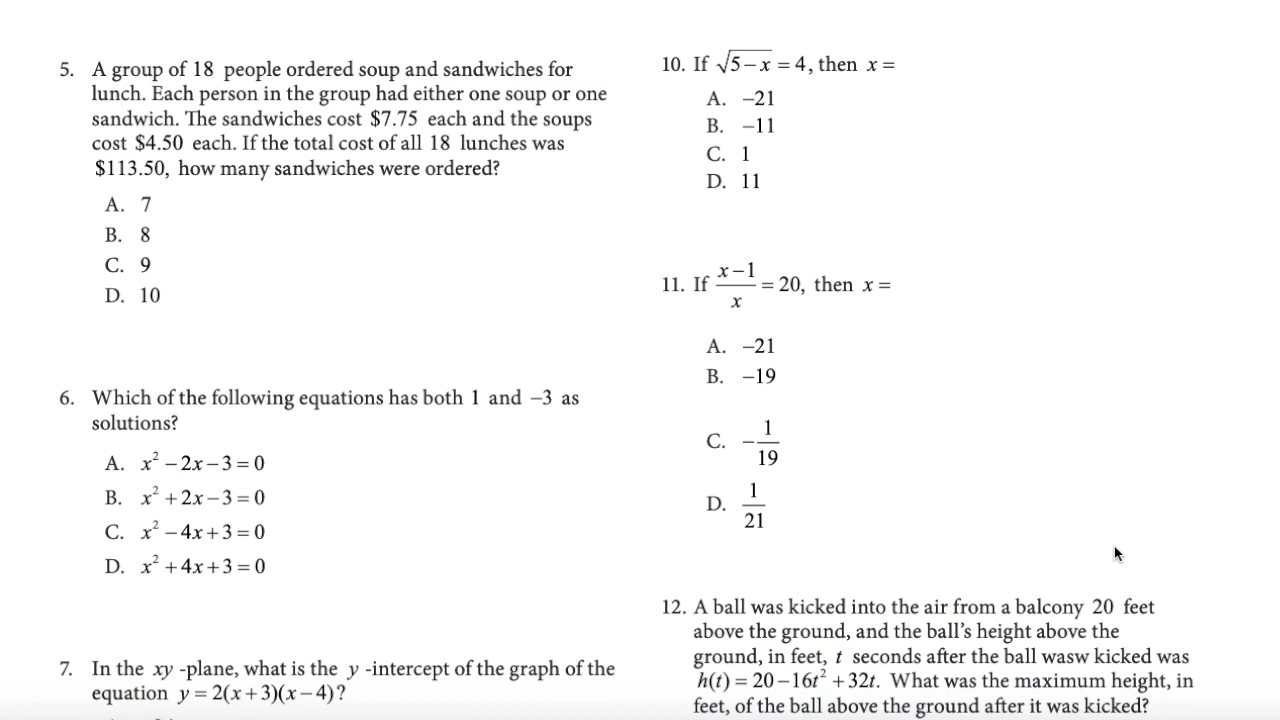 5. A group of 18 people ordered soup and sandwiches for
lunch. Each person in the group had either one soup or one
sandwich. The sandwiches cost $7.75 each and the soups
cost $4.50 each. If the total cost of all 18 lunches was
$113.50, how many sandwiches were ordered?
A. 7
B. 8
C. 9
D. 10
6. Which of the following equations has both 1 and −3 as
solutions?
A. x² − 2x − 3 = 0
B. x² + 2x − 3 = 0
C. x² − 4x + 3 = 0
D. x² + 4x + 3 = 0
7. In the xy -plane, what is the y -intercept of the graph of the
equation y = 2(x + 3)(x − 4)?
10. If √(5 − x) = 4, then x =
A. −21
B. −11
C. 1
D. 11
11. If (x − 1)/x = 20, then x =
A. −21
B. −19
C. −1/19
D. 1/21
12. A ball was kicked into the air from a balcony 20 feet
above the ground, and the ball’s height above the
ground, in feet, t seconds after the ball wasw kicked was
h(t) = 20 − 16t² + 32t. What was the maximum height, in
feet, of the ball above the ground after it was kicked?